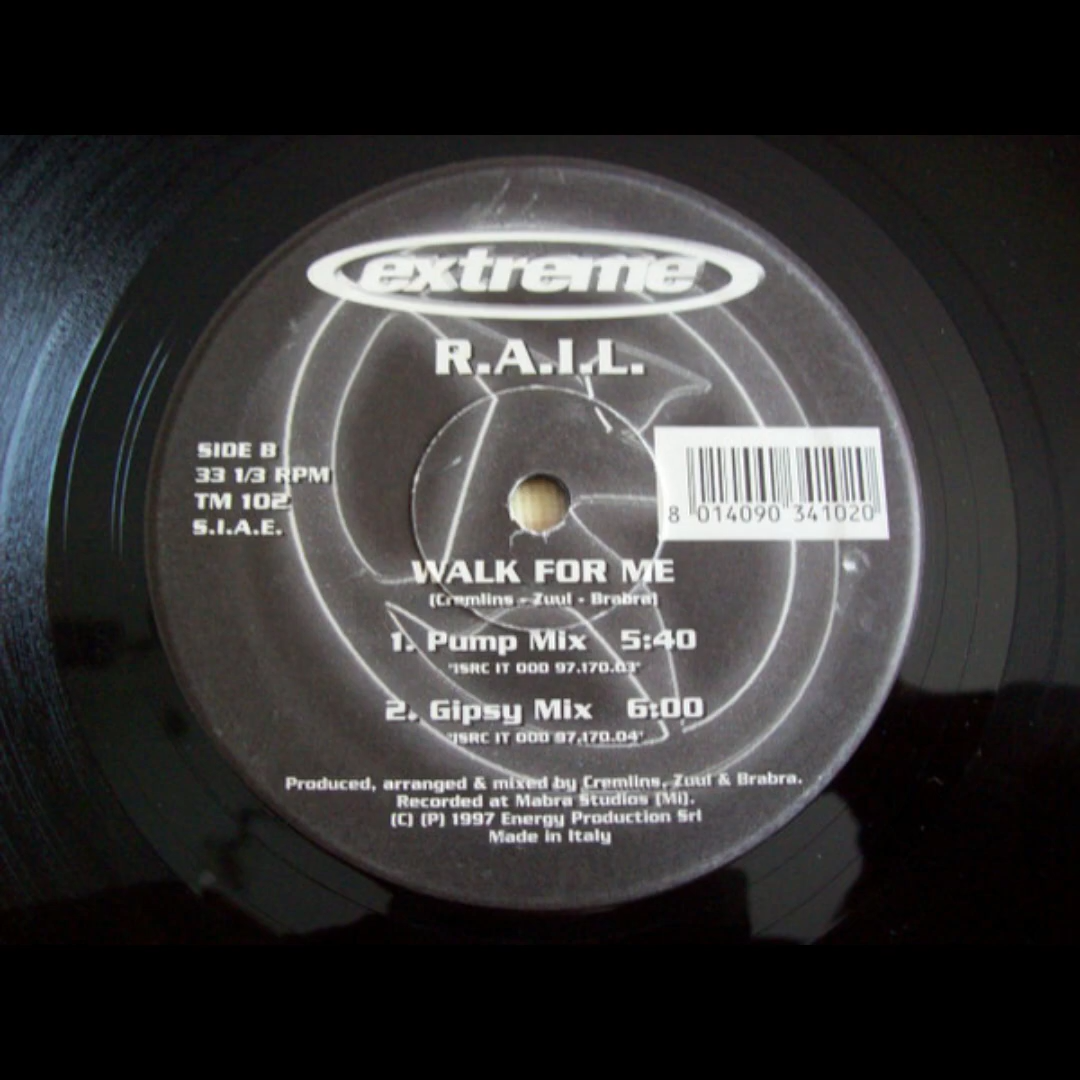 extreme
R.A.I.L.
SIDE B
33 1/3 RPM
TM 102
S.I.A.E.
8 014090 341020
WALK FOR ME
(Cremlins - Zuul - Brabra)
1. Pump Mix 5:40
"ISRC IT 00D 97.170.03"
2. Gipsy Mix 6:00
"ISRC IT 00D 97.170.04"
Produced, arranged & mixed by Cremlins, Zuul & Brabra.
Recorded at Mabra Studios (Mi).
(C) (P) 1997 Energy Production Srl
Made in Italy